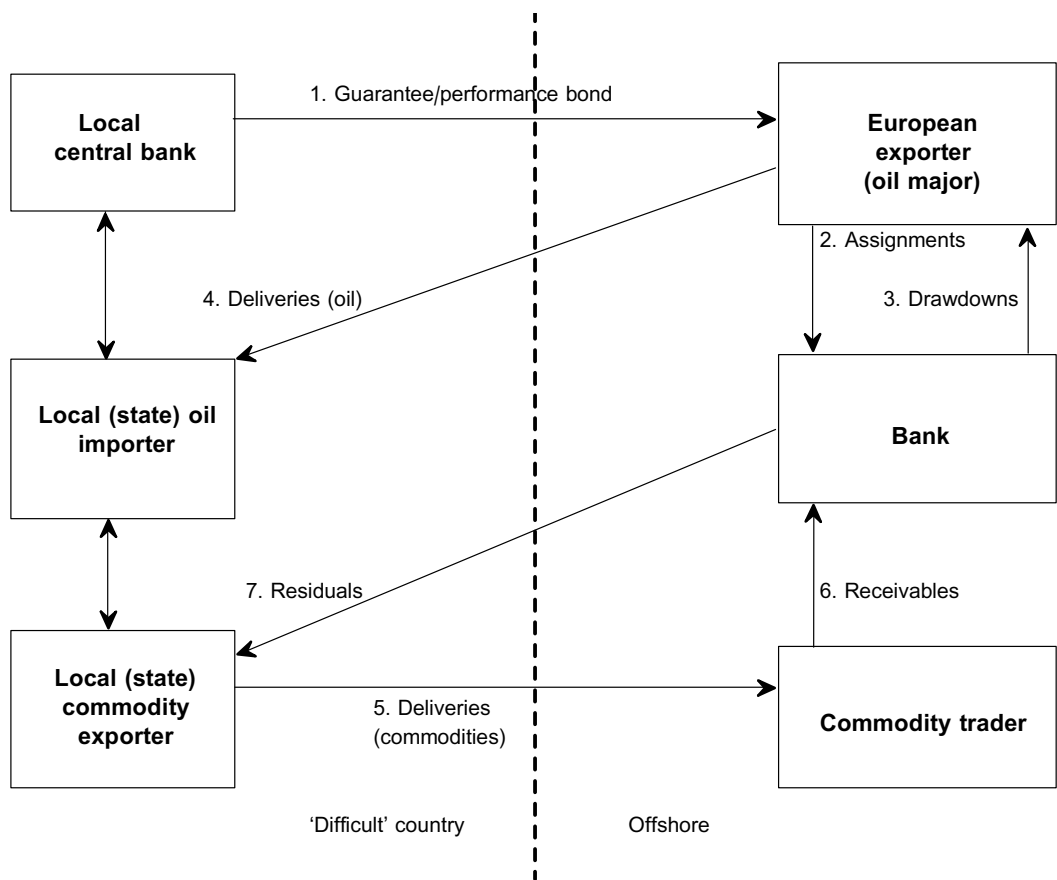 1. Guarantee/performance bond
Local
central bank
European
exporter
(oil major)
2. Assignments
4. Deliveries (oil)
3. Drawdowns
Local (state) oil
importer
Bank
7. Residuals
6. Receivables
Local (state)
commodity
exporter
5. Deliveries
(commodities)
Commodity trader
‘Difficult’ country
Offshore